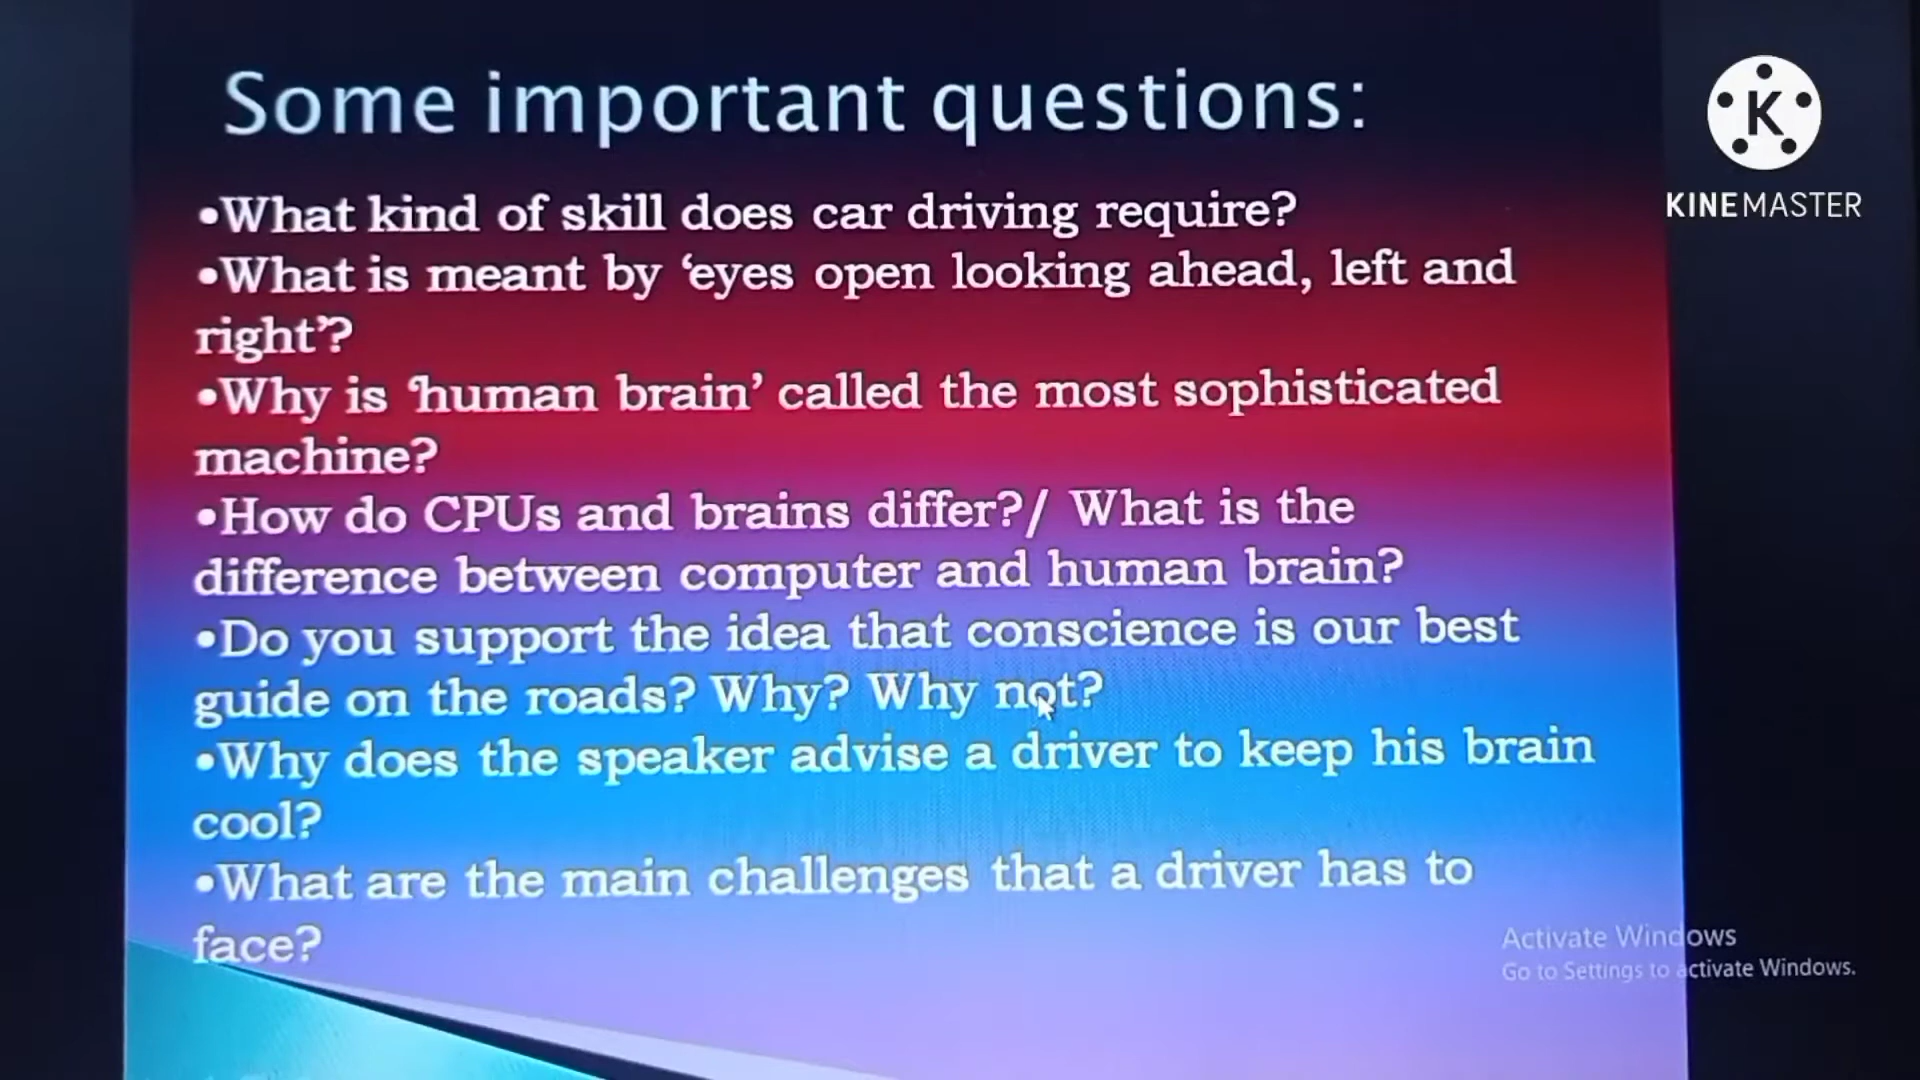 Some important questions:
•What kind of skill does car driving require?
•What is meant by ‘eyes open looking ahead, left and
right’?
•Why is ‘human brain’ called the most sophisticated
machine?
•How do CPUs and brains differ?/ What is the
difference between computer and human brain?
•Do you support the idea that conscience is our best
guide on the roads? Why? Why not?
•Why does the speaker advise a driver to keep his brain
cool?
•What are the main challenges that a driver has to
face?
K
KINEMASTER
Activate Windows
Go to Settings to activate Windows.